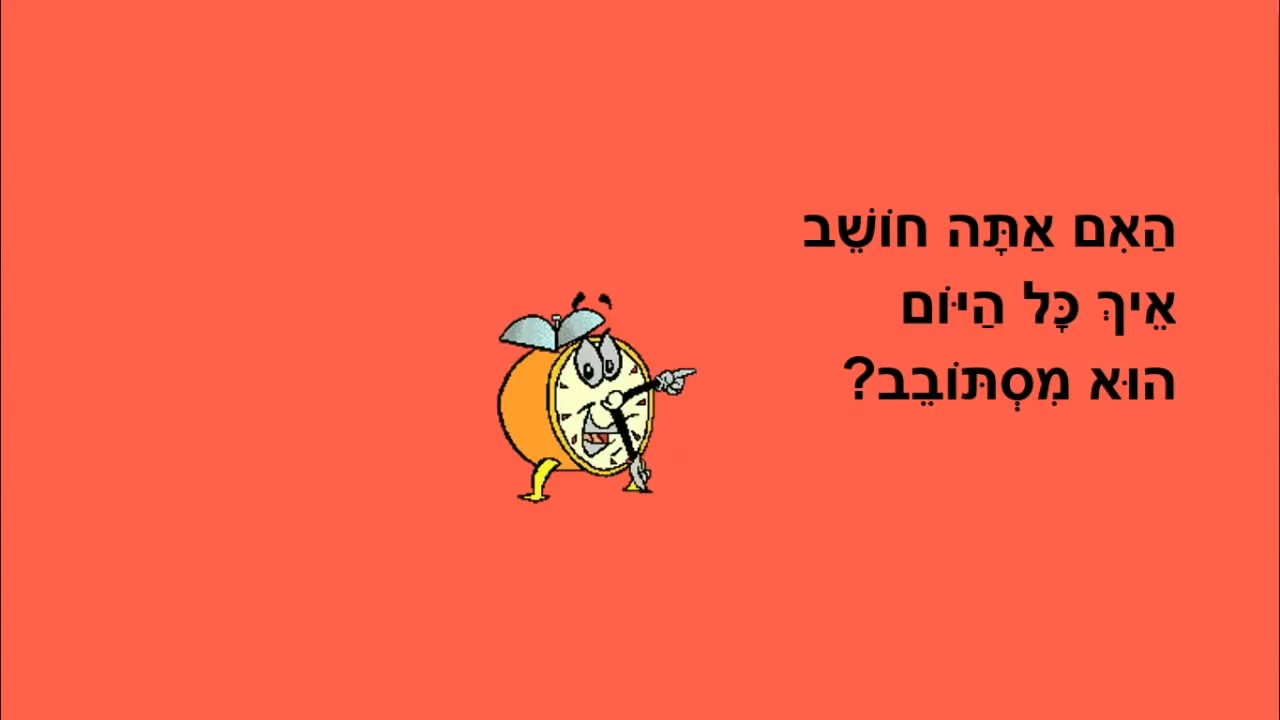 הַאִם אַתָּה חוֹשֵׁב
אֵיךְ כָּל הַיּוֹם
הוּא מִסְתּוֹבֵב?